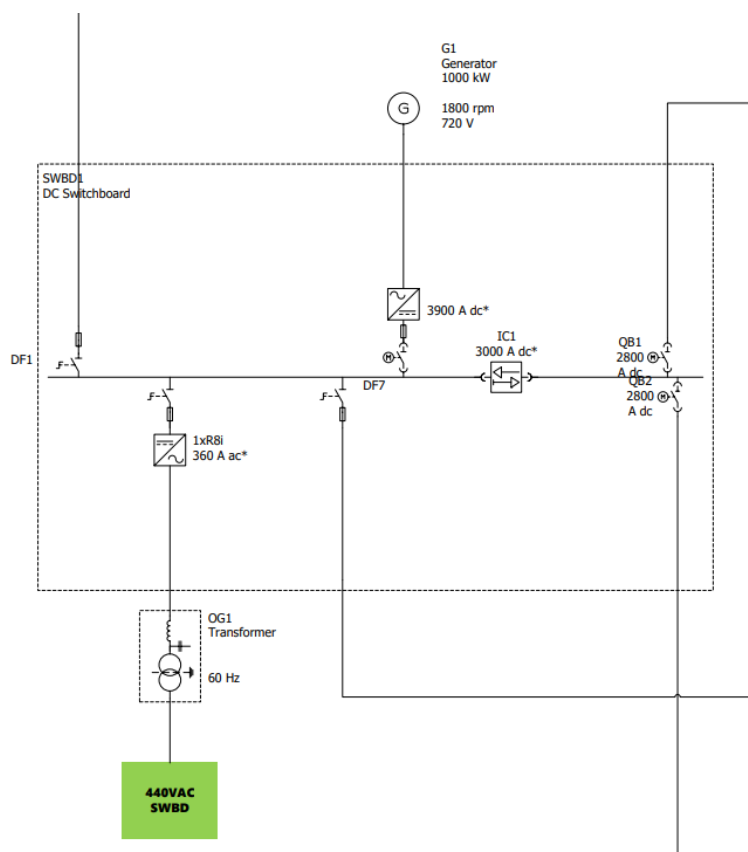 G1
Generator
1000 kW
1800 rpm
720 V
G
SWBD1
DC Switchboard
3900 A dc*
IC1
3000 A dc*
QB1
2800
A dc
M
QB2
2800
A dc
M
M
DF1
DF7
1xR8i
360 A ac*
OG1
Transformer
60 Hz
440VAC
SWBD